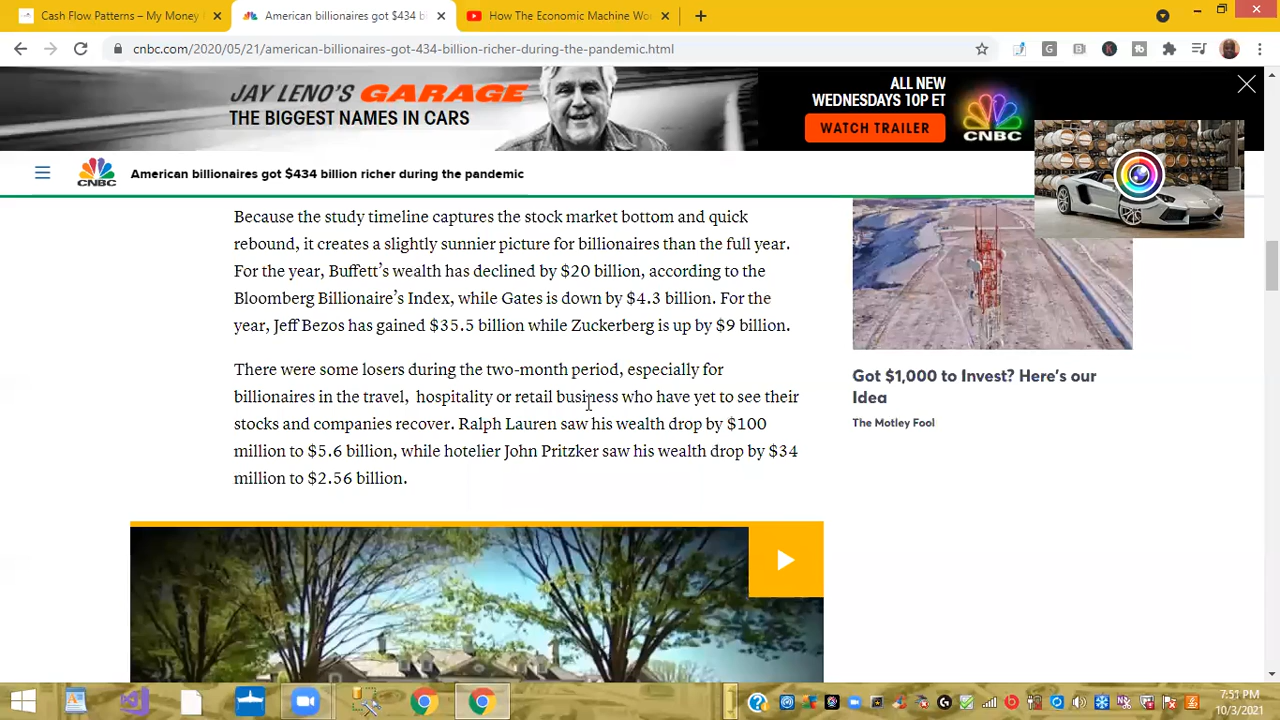 Cash Flow Patterns – My Money
American billionaires got $434 bi
How The Economic Machine Wo
cnbc.com/2020/05/21/american-billionaires-got-434-billion-richer-during-the-pandemic.html
JAY LENO'S GARAGE
THE BIGGEST NAMES IN CARS
ALL NEW
WEDNESDAYS 10P ET
WATCH TRAILER
CNBC
CNBC
American billionaires got $434 billion richer during the pandemic
Because the study timeline captures the stock market bottom and quick
rebound, it creates a slightly sunnier picture for billionaires than the full year.
For the year, Buffett's wealth has declined by $20 billion, according to the
Bloomberg Billionaire's Index, while Gates is down by $4.3 billion. For the
year, Jeff Bezos has gained $35.5 billion while Zuckerberg is up by $9 billion.
There were some losers during the two-month period, especially for
billionaires in the travel, hospitality or retail business who have yet to see their
stocks and companies recover. Ralph Lauren saw his wealth drop by $100
million to $5.6 billion, while hotelier John Pritzker saw his wealth drop by $34
million to $2.56 billion.
Got $1,000 to Invest? Here's our
Idea
The Motley Fool
7:51 PM
10/3/2021